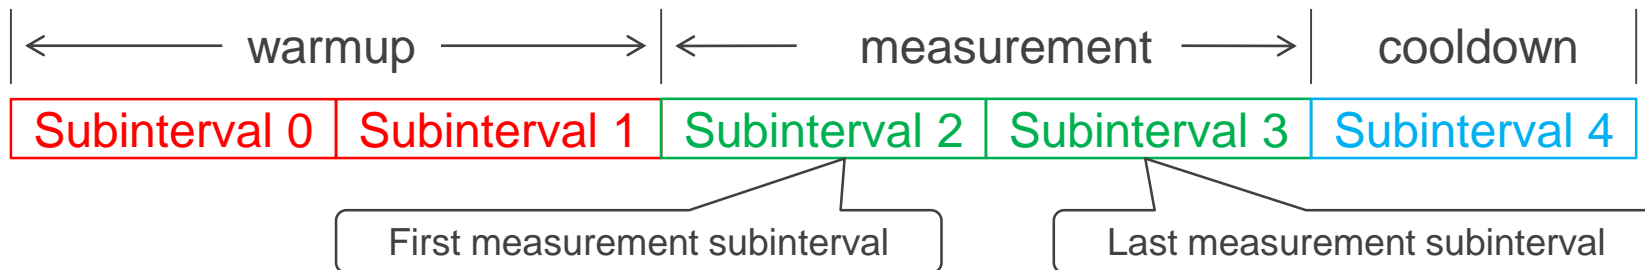 warmup measurement cooldown
Subinterval 0 Subinterval 1 Subinterval 2 Subinterval 3 Subinterval 4
First measurement subinterval Last measurement subinterval